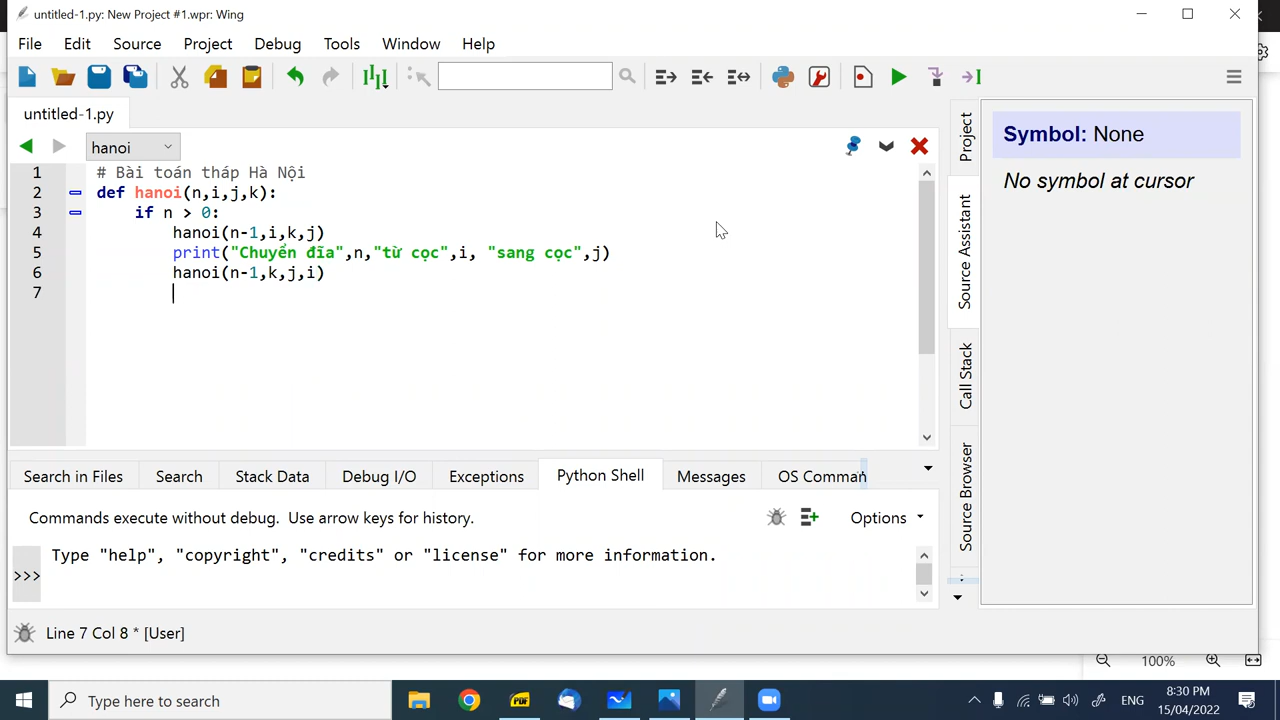 untitled-1.py: New Project #1.wpr: Wing
File Edit Source Project Debug Tools Window Help
untitled-1.py
hanoi
1 # Bài toán tháp Hà Nội
2 def hanoi(n,i,j,k):
3 if n > 0:
4 hanoi(n-1,i,k,j)
5 print("Chuyển đĩa",n,"từ cọc",i, "sang cọc",j)
6 hanoi(n-1,k,j,i)
7
Project
Source Assistant
Call Stack
Source Browser
Symbol: None
No symbol at cursor
Search in Files Search Stack Data Debug I/O Exceptions Python Shell Messages OS Comman
Commands execute without debug. Use arrow keys for history.
Options
Type "help", "copyright", "credits" or "license" for more information.
>>>
Line 7 Col 8 * [User]
100%
Type here to search
PDF
ENG
8:30 PM
15/04/2022